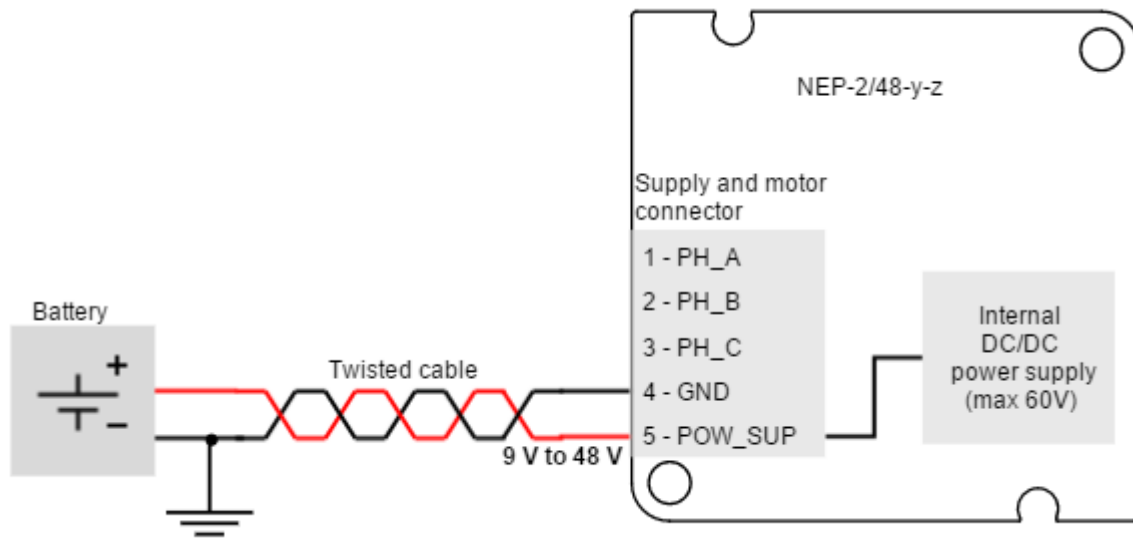 NEP-2/48-y-z
Supply and motor
connector
1 - PH_A
2 - PH_B
3 - PH_C
4 - GND
5 - POW_SUP
Internal
DC/DC
power supply
(max 60V)
Battery
+
-
Twisted cable
9 V to 48 V